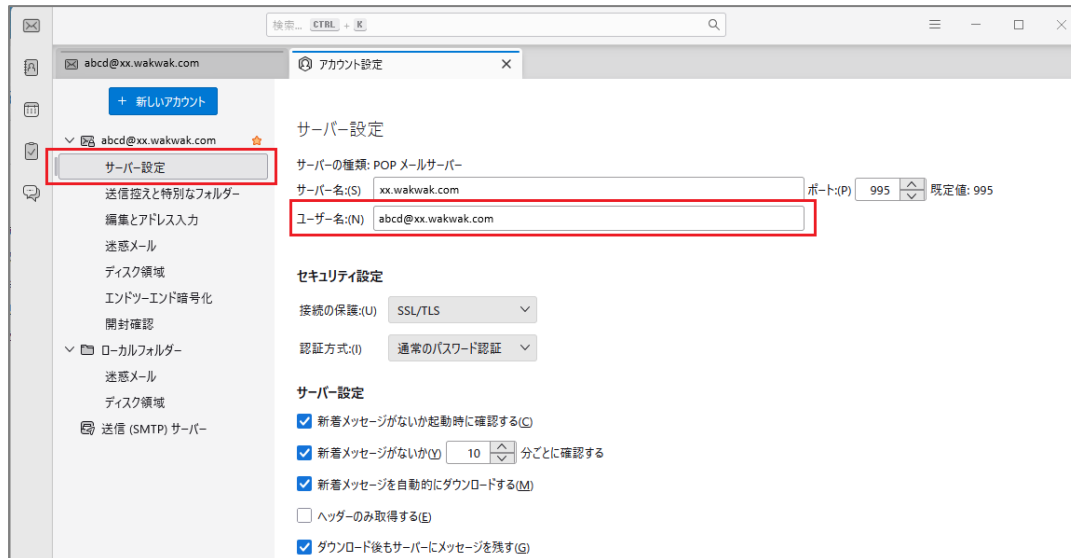 検索... CTRL + K
abcd@xx.wakwak.com
アカウント設定
+ 新しいアカウント
abcd@xx.wakwak.com
サーバー設定
送信控えと特別なフォルダー
編集とアドレス入力
迷惑メール
ディスク領域
エンドツーエンド暗号化
開封確認
ローカルフォルダー
迷惑メール
ディスク領域
送信 (SMTP) サーバー
サーバー設定
サーバーの種類: POP メールサーバー
サーバー名:(S) xx.wakwak.com ポート:(P) 995 既定値: 995
ユーザー名:(N) abcd@xx.wakwak.com
セキュリティ設定
接続の保護:(U) SSL/TLS
認証方式:(I) 通常のパスワード認証
サーバー設定
新着メッセージがないか起動時に確認する(C)
新着メッセージがないか(Y) 10 分ごとに確認する
新着メッセージを自動的にダウンロードする(M)
ヘッダーのみ取得する(E)
ダウンロード後もサーバーにメッセージを残す(G)